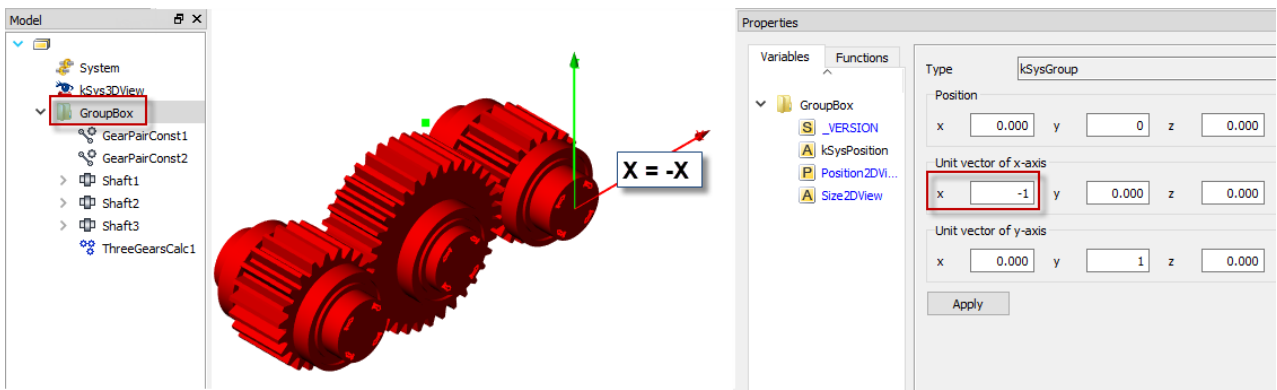 Model
System
kSys3DView
GroupBox
GearPairConst1
GearPairConst2
Shaft1
Shaft2
Shaft3
ThreeGearsCalc1
X = -X
Properties
Variables Functions
GroupBox
S _VERSION
A kSysPosition
P Position2DVi...
A Size2DView
Type kSysGroup
Position
x 0.000 y 0 z 0.000
Unit vector of x-axis
x -1 y 0.000 z 0.000
Unit vector of y-axis
x 0.000 y 1 z 0.000
Apply